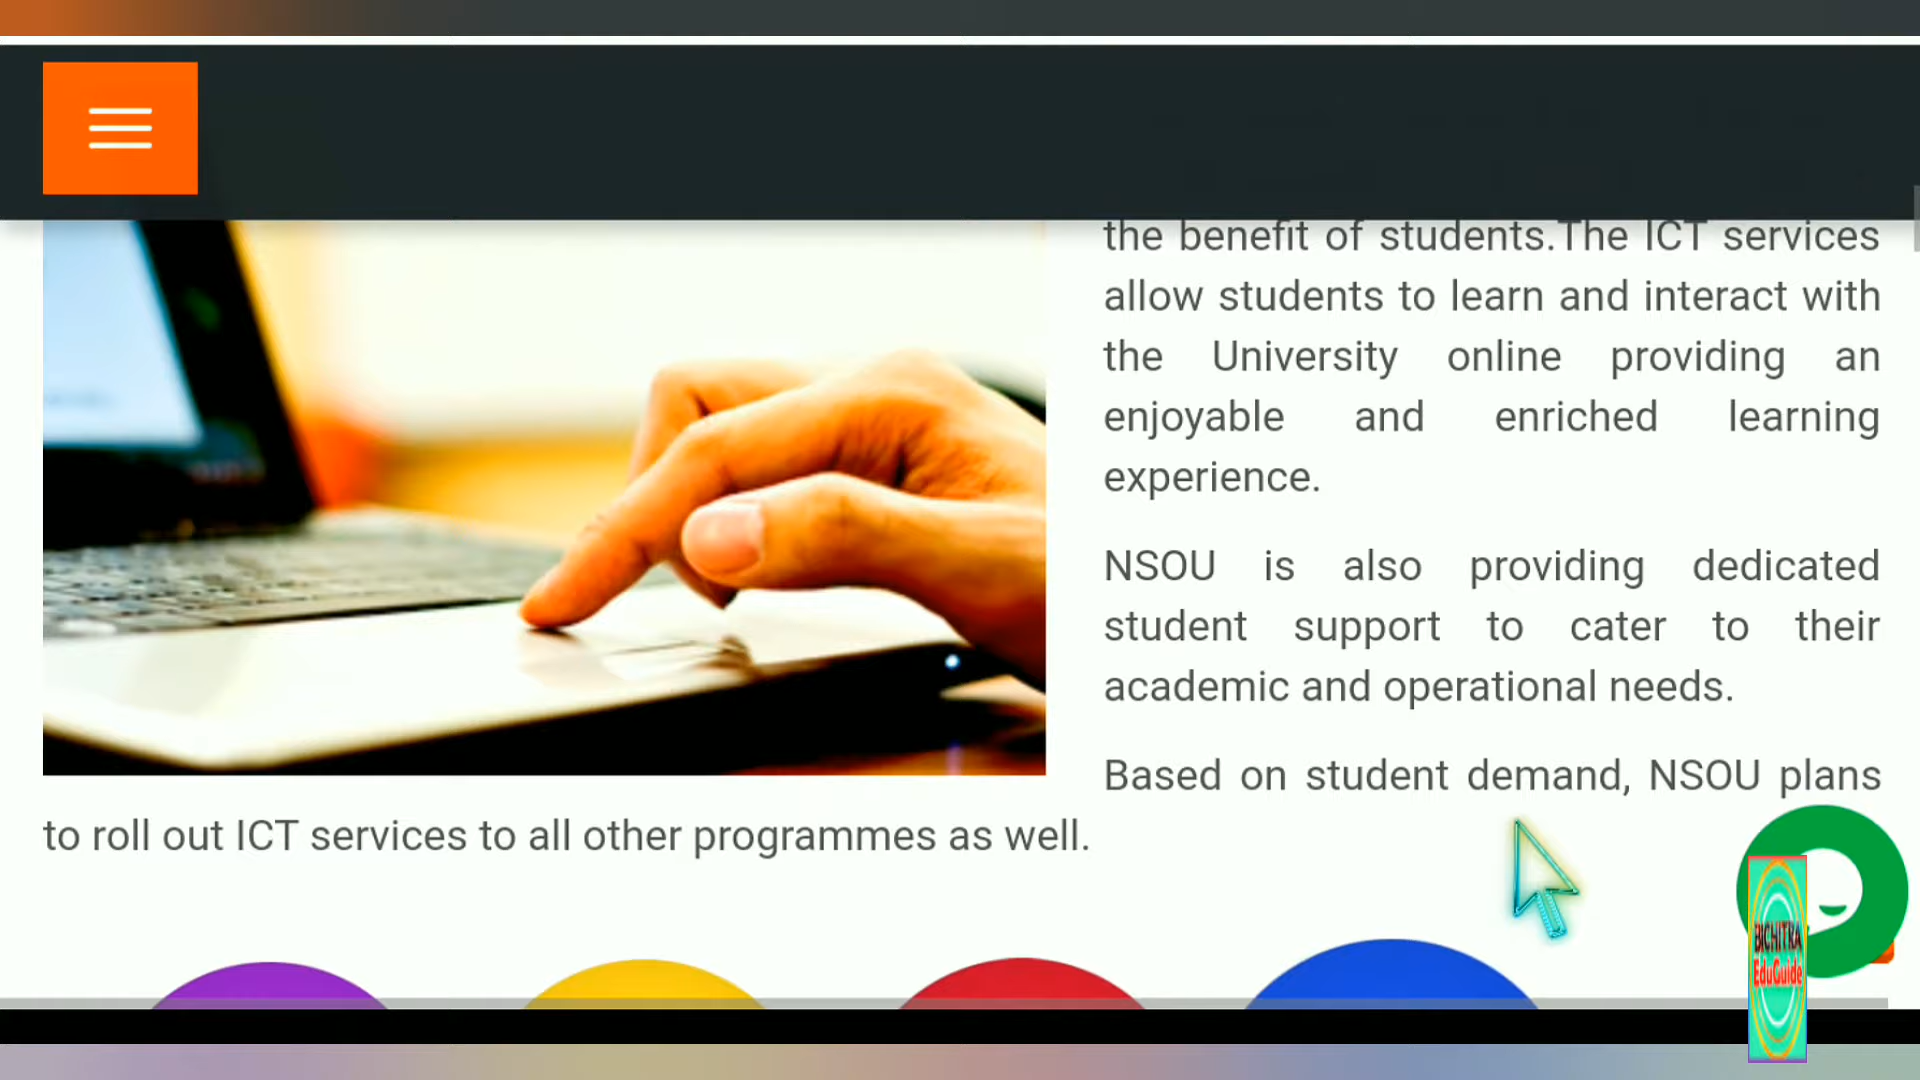 the benefit of students.The ICT services
allow students to learn and interact with
the University online providing an
enjoyable and enriched learning
experience.
NSOU is also providing dedicated
student support to cater to their
academic and operational needs.
Based on student demand, NSOU plans
to roll out ICT services to all other programmes as well.
BICHITRA
EduGuide